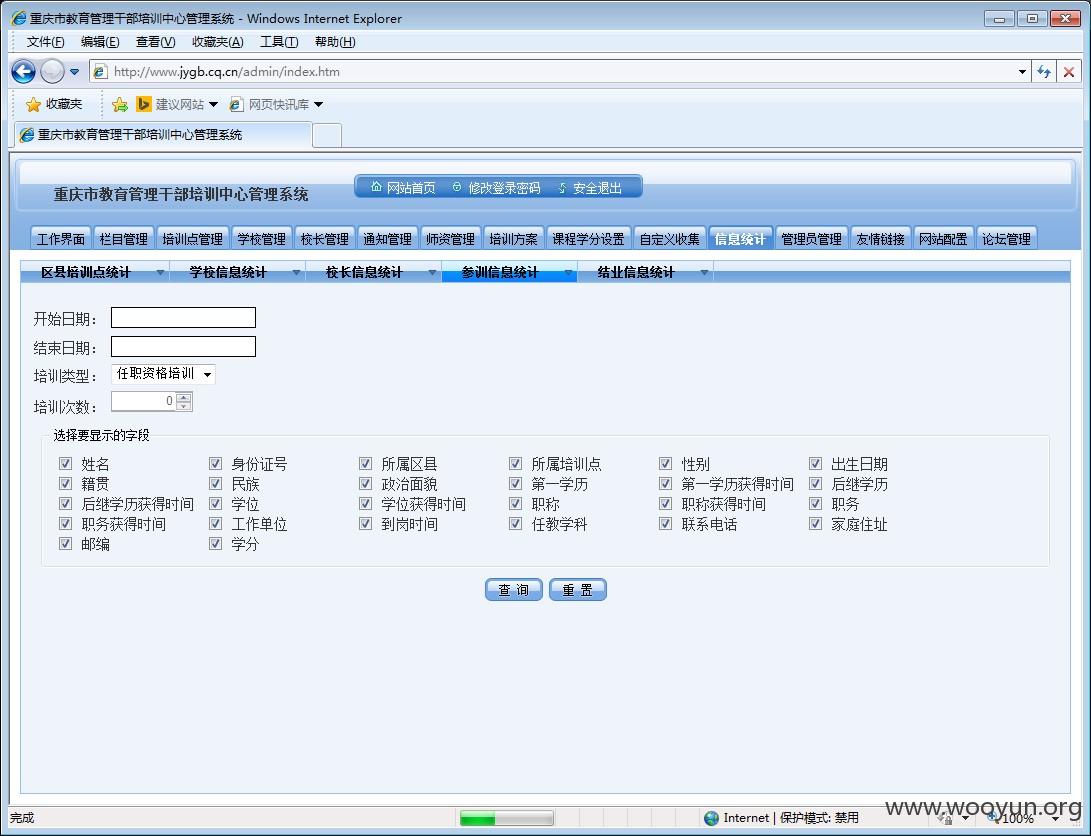 重庆市教育管理干部培训中心管理系统 - Windows Internet Explorer
文件(F) 编辑(E) 查看(V) 收藏夹(A) 工具(T) 帮助(H)
http://www.jygb.cq.cn/admin/index.htm
收藏夹 建议网站 网页快讯库
重庆市教育管理干部培训中心管理系统
重庆市教育管理干部培训中心管理系统 网站首页 修改登录密码 安全退出
工作界面 栏目管理 培训点管理 学校管理 校长管理 通知管理 师资管理 培训方案 课程学分设置 自定义收集 信息统计 管理员管理 友情链接 网站配置 论坛管理
区县培训点统计 学校信息统计 校长信息统计 参训信息统计 结业信息统计
开始日期：
结束日期：
培训类型： 任职资格培训
培训次数： 0
选择要显示的字段
姓名 身份证号 所属区县 所属培训点 性别 出生日期
籍贯 民族 政治面貌 第一学历 第一学历获得时间 后继学历
后继学历获得时间 学位 学位获得时间 职称 职称获得时间 职务
职务获得时间 工作单位 到岗时间 任教学科 联系电话 家庭住址
邮编 学分
查 询 重 置
www.wooyun.org
完成 Internet | 保护模式: 禁用 100%